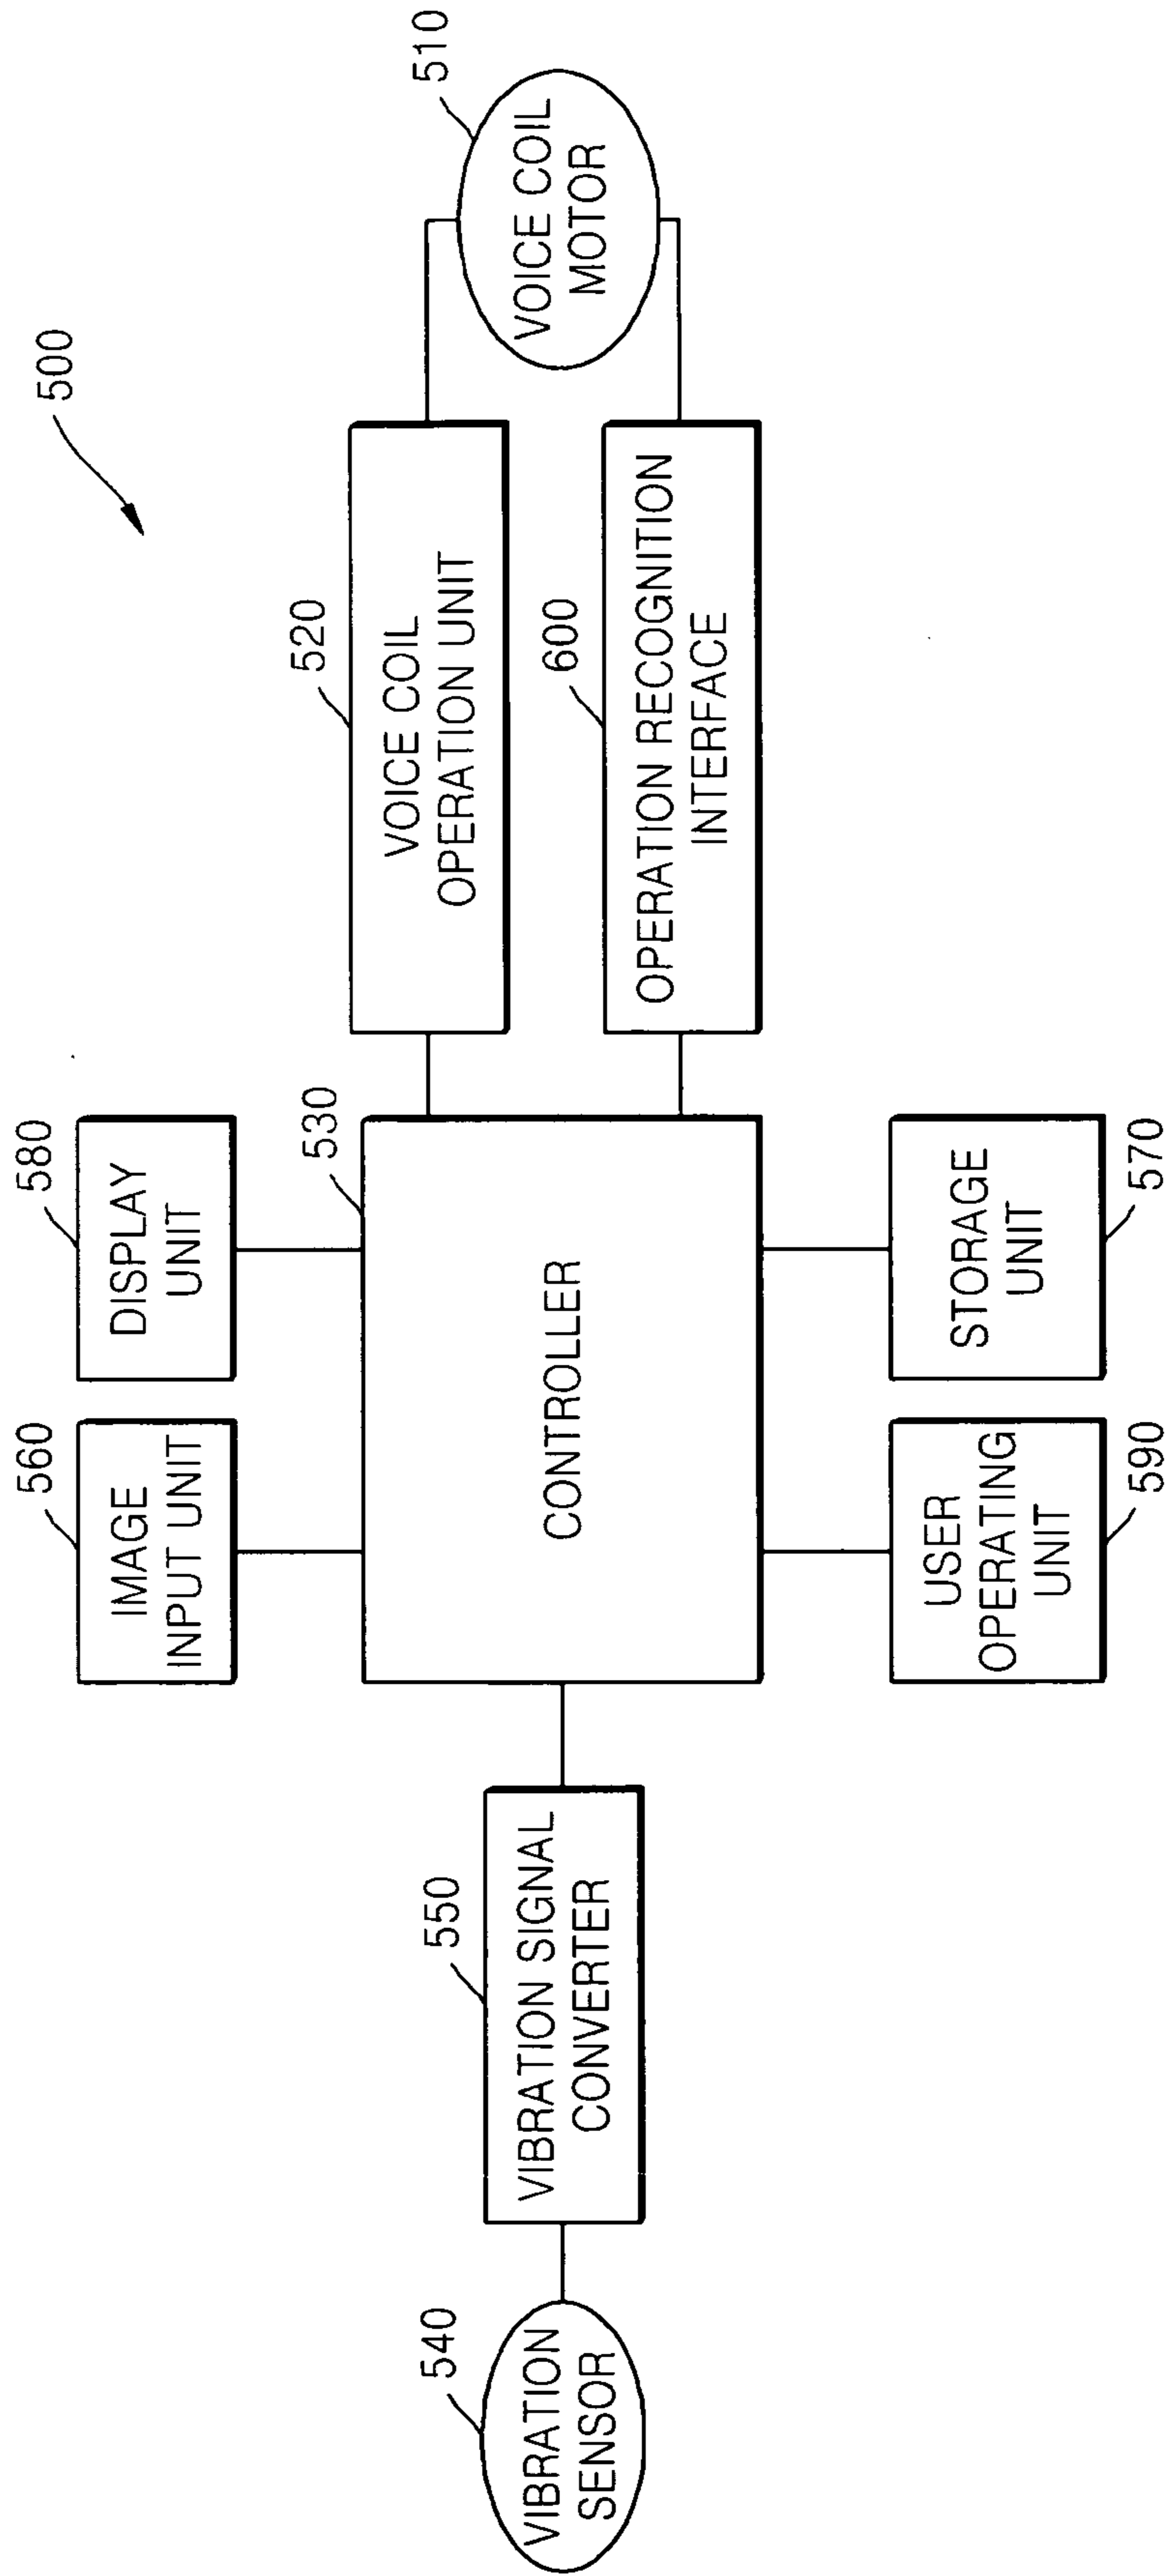 500
560
IMAGE
INPUT UNIT
580
DISPLAY
UNIT
540
VIBRATION
SENSOR
550
VIBRATION SIGNAL
CONVERTER
530
CONTROLLER
520
VOICE COIL
OPERATION UNIT
600
OPERATION RECOGNITION
INTERFACE
510
VOICE COIL
MOTOR
USER
OPERATING
UNIT
590
STORAGE
UNIT
570